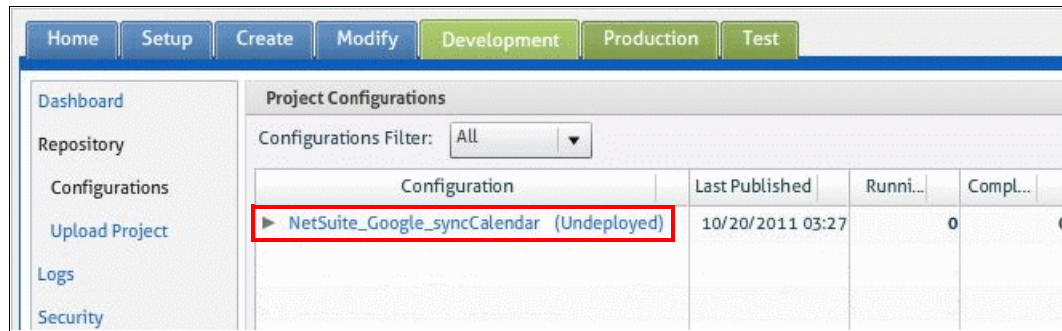 Home Setup Create Modify Development Production Test
Dashboard
Repository
Configurations
Upload Project
Logs
Security
Project Configurations
Configurations Filter: All
Configuration Last Published Runni... Compl...
NetSuite_Google_syncCalendar (Undeployed) 10/20/2011 03:27 0